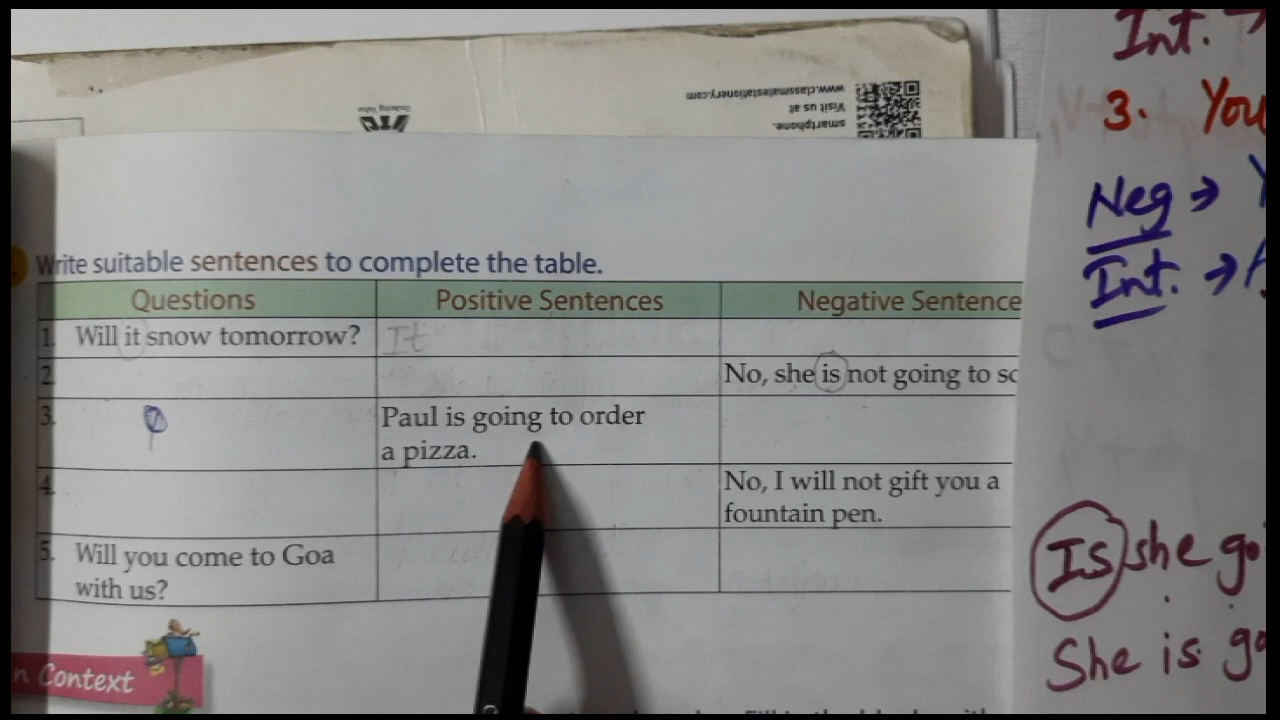 Int. →
3. You
Neg →
Int. →
www.classmatestationery.com
Visit us at
smartphone.
Write suitable sentences to complete the table.
Questions Positive Sentences Negative Sentence
1. Will it snow tomorrow? It
2. No, she is not going to sc
3. Paul is going to order
a pizza.
4. No, I will not gift you a
fountain pen.
5. Will you come to Goa
with us?
Is she go
She is go
n Context